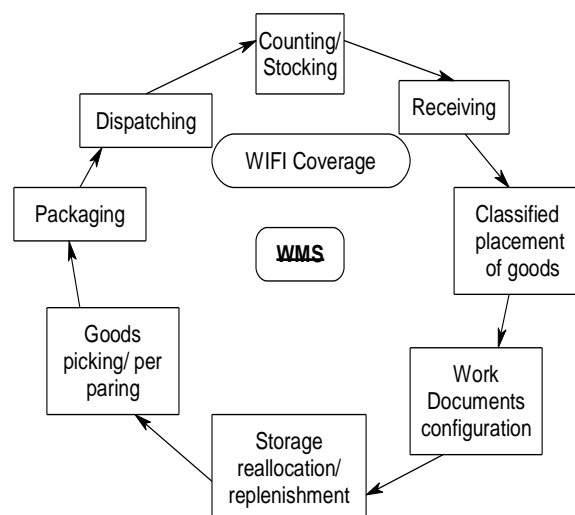 Counting/
Stocking
Receiving
Dispatching
WIFI Coverage
Packaging
Classified
placement
of goods
WMS
Goods
picking/ per
paring
Work
Documents
configuration
Storage
reallocation/
replenishment